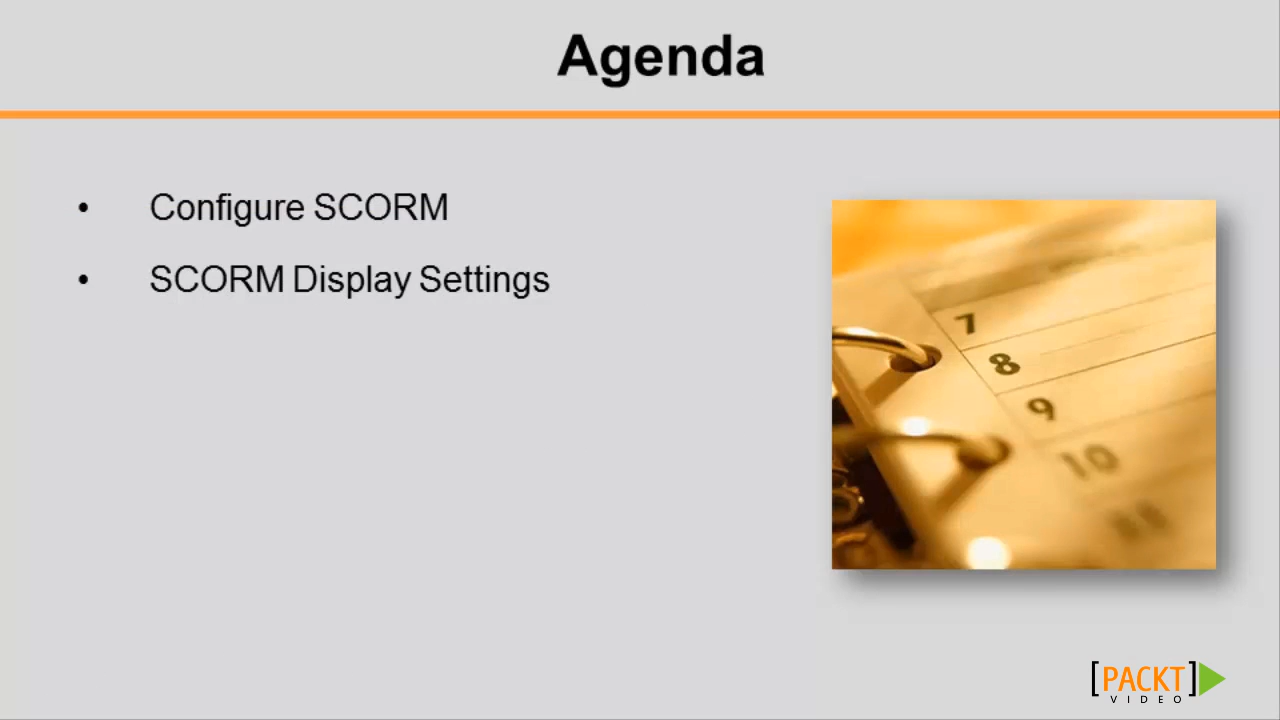 Agenda
• Configure SCORM
• SCORM Display Settings
7
8
9
10
[PACKT]
VIDEO